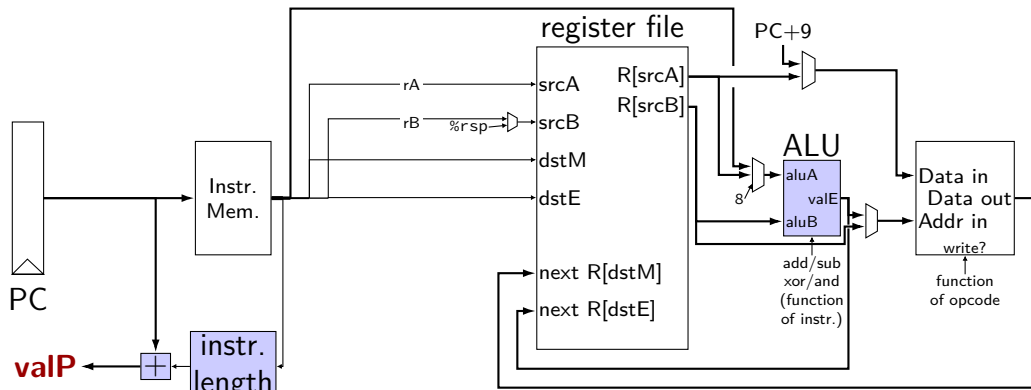 register file
PC+9
rA
srcA
R[srcA]
R[srcB]
rB
%rsp
srcB
ALU
Instr.
Mem.
dstM
dstE
8
aluA
valE
aluB
Data in
Data out
Addr in
write?
add/sub
xor/and
(function
of instr.)
function
of opcode
next R[dstM]
next R[dstE]
PC
valP
+
instr.
length